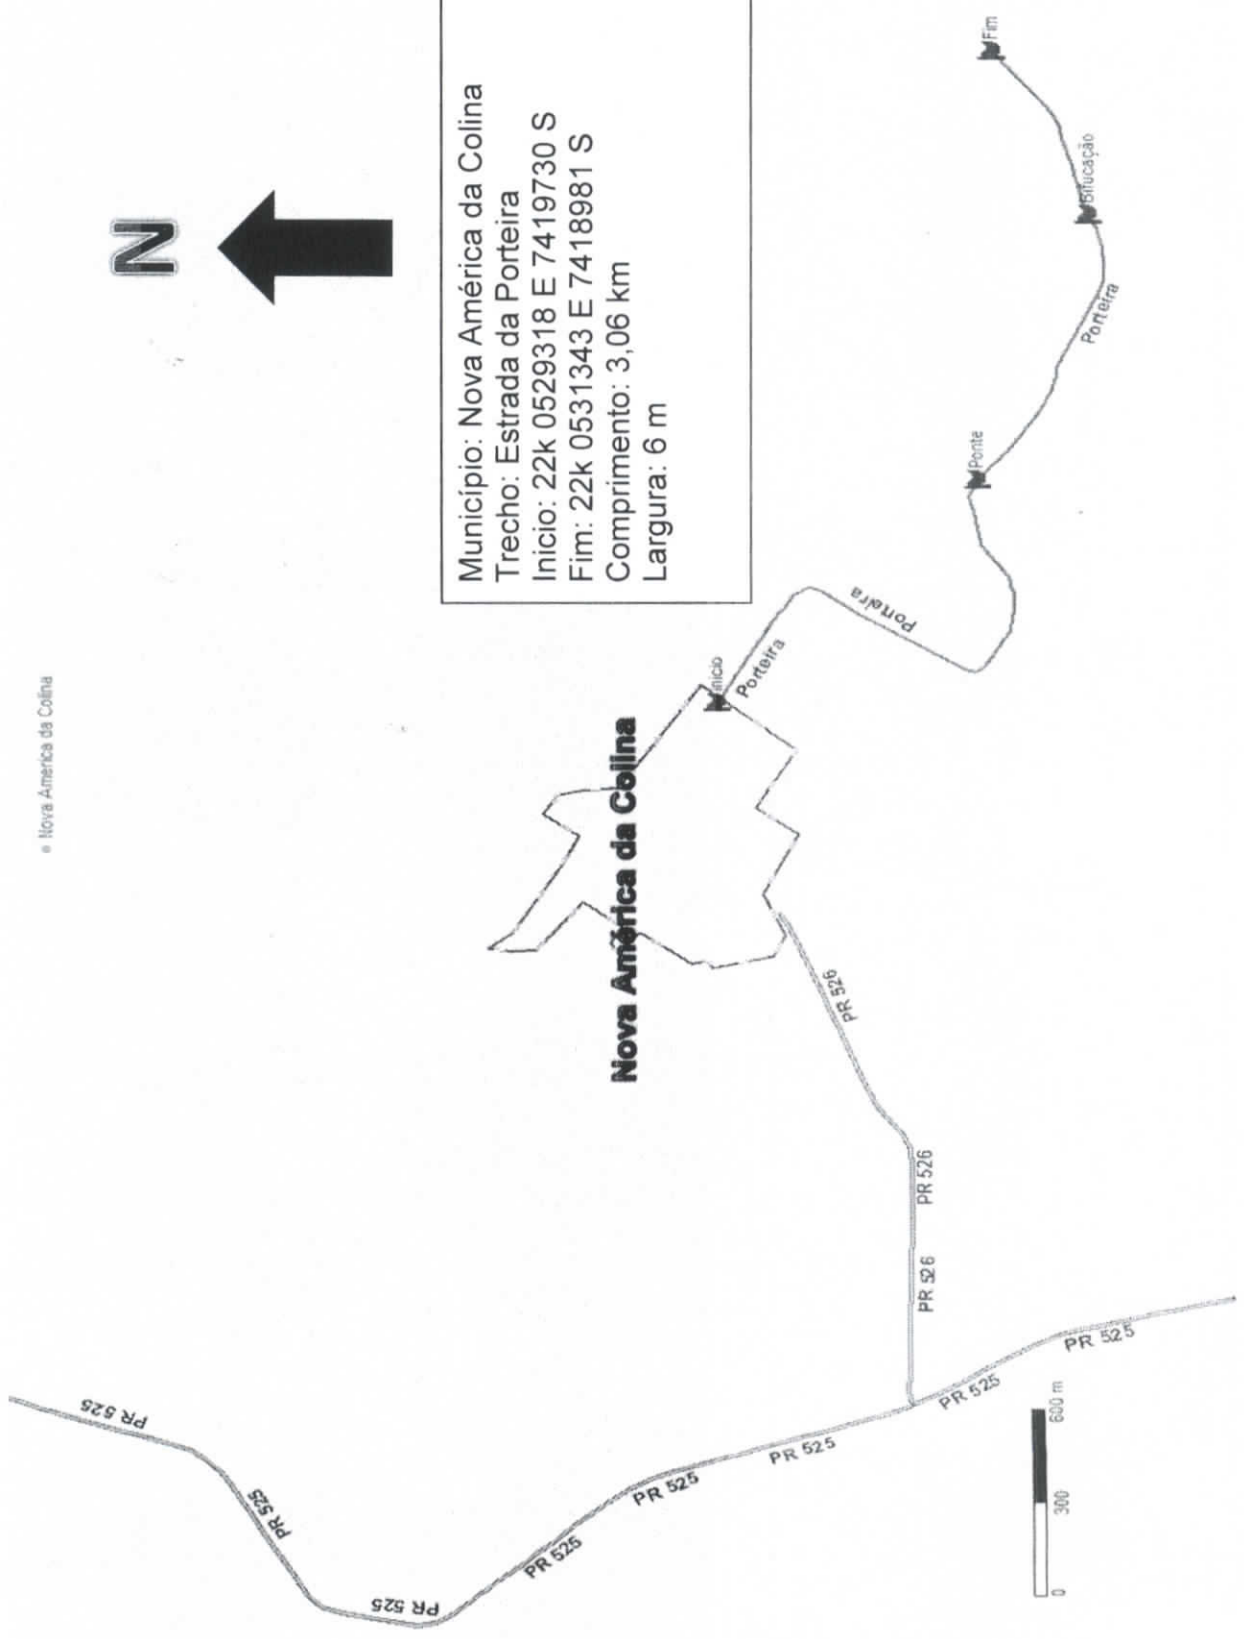 Nova America da Colina
N
Município: Nova América da Colina
Trecho: Estrada da Porteira
Inicio: 22k 0529318 E 7419730 S
Fim: 22k 0531343 E 7418981 S
Comprimento: 3,06 km
Largura: 6 m
Nova América da Colina
PR 525
PR 525
PR 525
PR 525
PR 525
PR 525
PR 525
PR 525
PR 526
PR 526
PR 526
Inicio
Porteira
Porteira
Ponte
Porteira
Bifucação
Fim
0
300
600 m